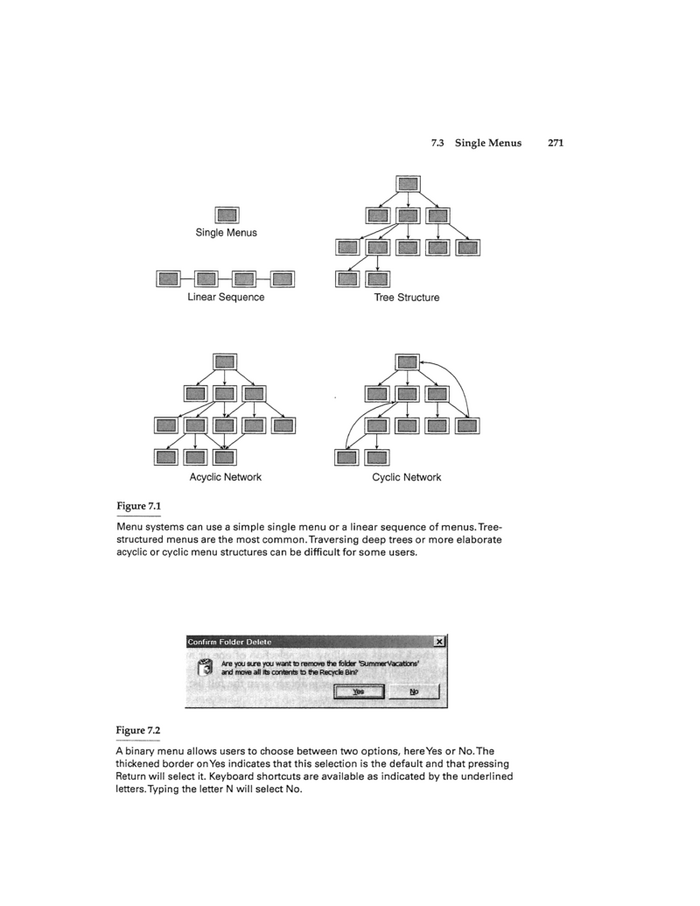 7.3 Single Menus 271
Single Menus
Linear Sequence
Tree Structure
Acyclic Network
Cyclic Network
Figure 7.1
Menu systems can use a simple single menu or a linear sequence of menus. Tree-
structured menus are the most common. Traversing deep trees or more elaborate
acyclic or cyclic menu structures can be difficult for some users.
Confirm Folder Delete
Are you sure you want to remove the folder 'SummerVacations'
and move all its contents to the Recycle Bin?
Yes No
Figure 7.2
A binary menu allows users to choose between two options, here Yes or No. The
thickened border on Yes indicates that this selection is the default and that pressing
Return will select it. Keyboard shortcuts are available as indicated by the underlined
letters. Typing the letter N will select No.